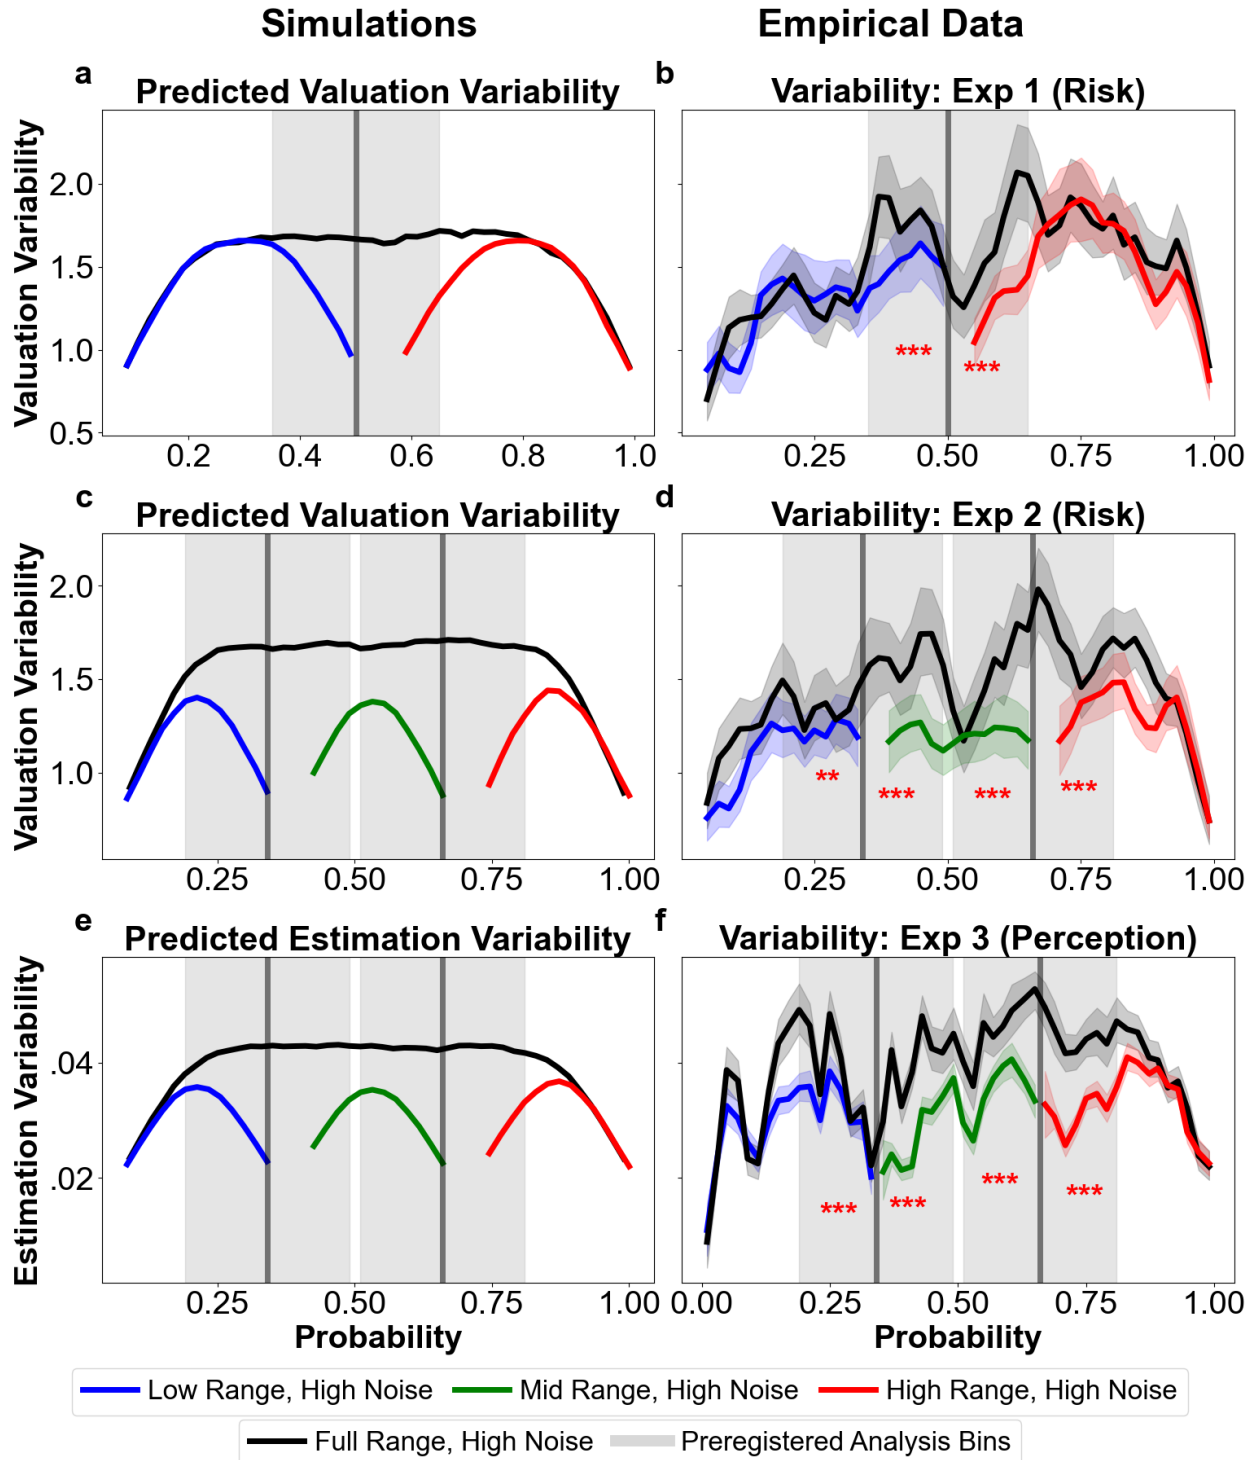 Simulations
Empirical Data
a
Predicted Valuation Variability
Valuation Variability
2.0
1.5
1.0
0.5
0.2
0.4
0.6
0.8
1.0
b
Variability: Exp 1 (Risk)
***
***
0.25
0.50
0.75
1.00
c
Predicted Valuation Variability
Valuation Variability
2.0
1.5
1.0
0.25
0.50
0.75
1.00
d
Variability: Exp 2 (Risk)
**
***
***
***
0.25
0.50
0.75
1.00
e
Predicted Estimation Variability
Estimation Variability
.04
.02
0.25
0.50
0.75
1.00
Probability
f
Variability: Exp 3 (Perception)
***
***
***
***
0.00
0.25
0.50
0.75
1.00
Probability
Low Range, High Noise
Mid Range, High Noise
High Range, High Noise
Full Range, High Noise
Preregistered Analysis Bins